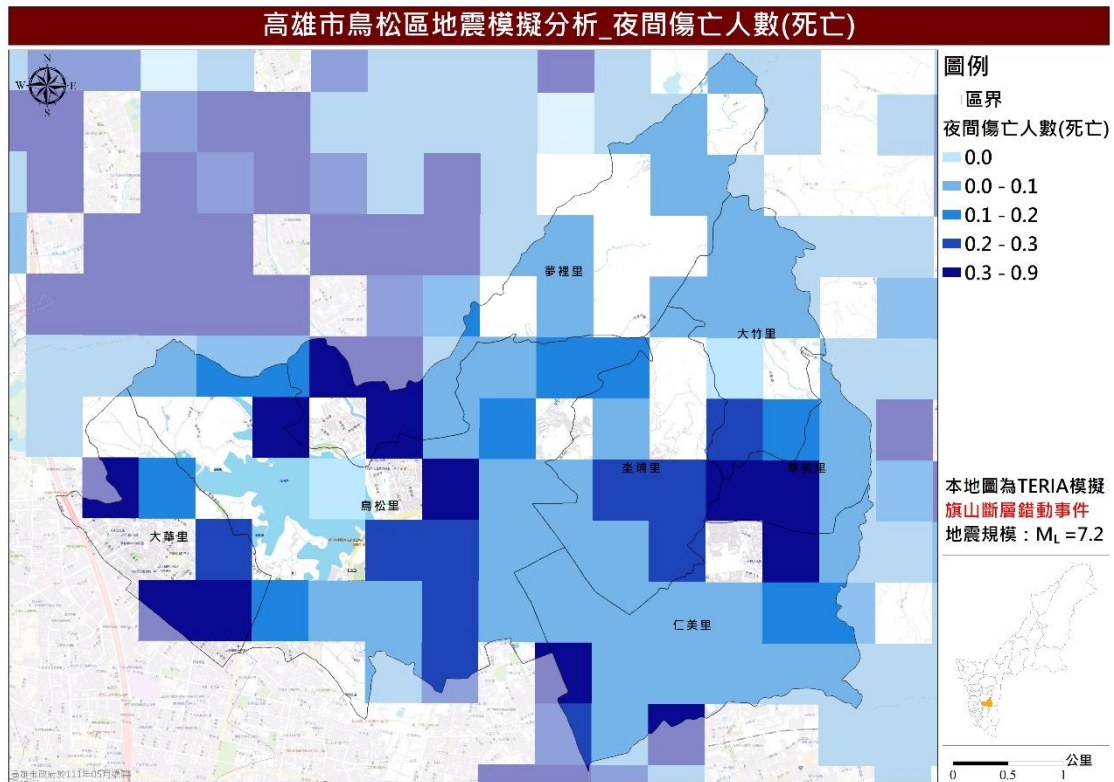 高雄市鳥松區地震模擬分析_夜間傷亡人數(死亡)
N
W
E
S
圖例
區界
夜間傷亡人數(死亡)
0.0
0.0 - 0.1
0.1 - 0.2
0.2 - 0.3
0.3 - 0.9
夢裡里
大竹里
華美里
坔埔里
鳥松里
大華里
仁美里
本地圖為TERIA模擬
旗山斷層錯動事件
地震規模：ML =7.2
公里
0 0.5 1